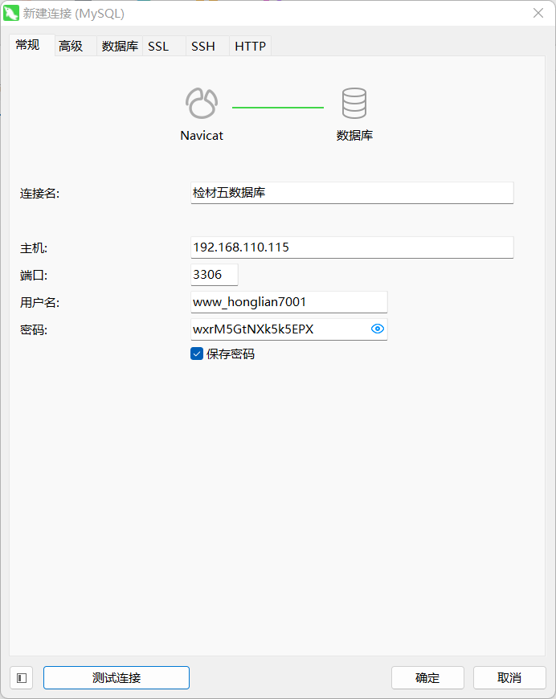 新建连接 (MySQL)
常规 高级 数据库 SSL SSH HTTP
Navicat 数据库
连接名: 检材五数据库
主机: 192.168.110.115
端口: 3306
用户名: www_honglian7001
密码: wxrM5GtNXk5k5EPX
保存密码
测试连接 确定 取消